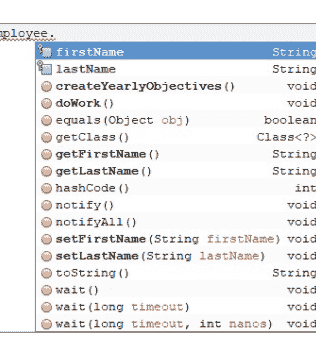 mployee.
firstName String
lastName String
createYearlyObjectives() void
doWork() void
equals(Object obj) boolean
getClass() Class<?>
getFirstName() String
getLastName() String
hashCode() int
notify() void
notifyAll() void
setFirstName(String firstName) void
setLastName(String lastName) void
toString() String
wait() void
wait(long timeout) void
wait(long timeout, int nanos) void